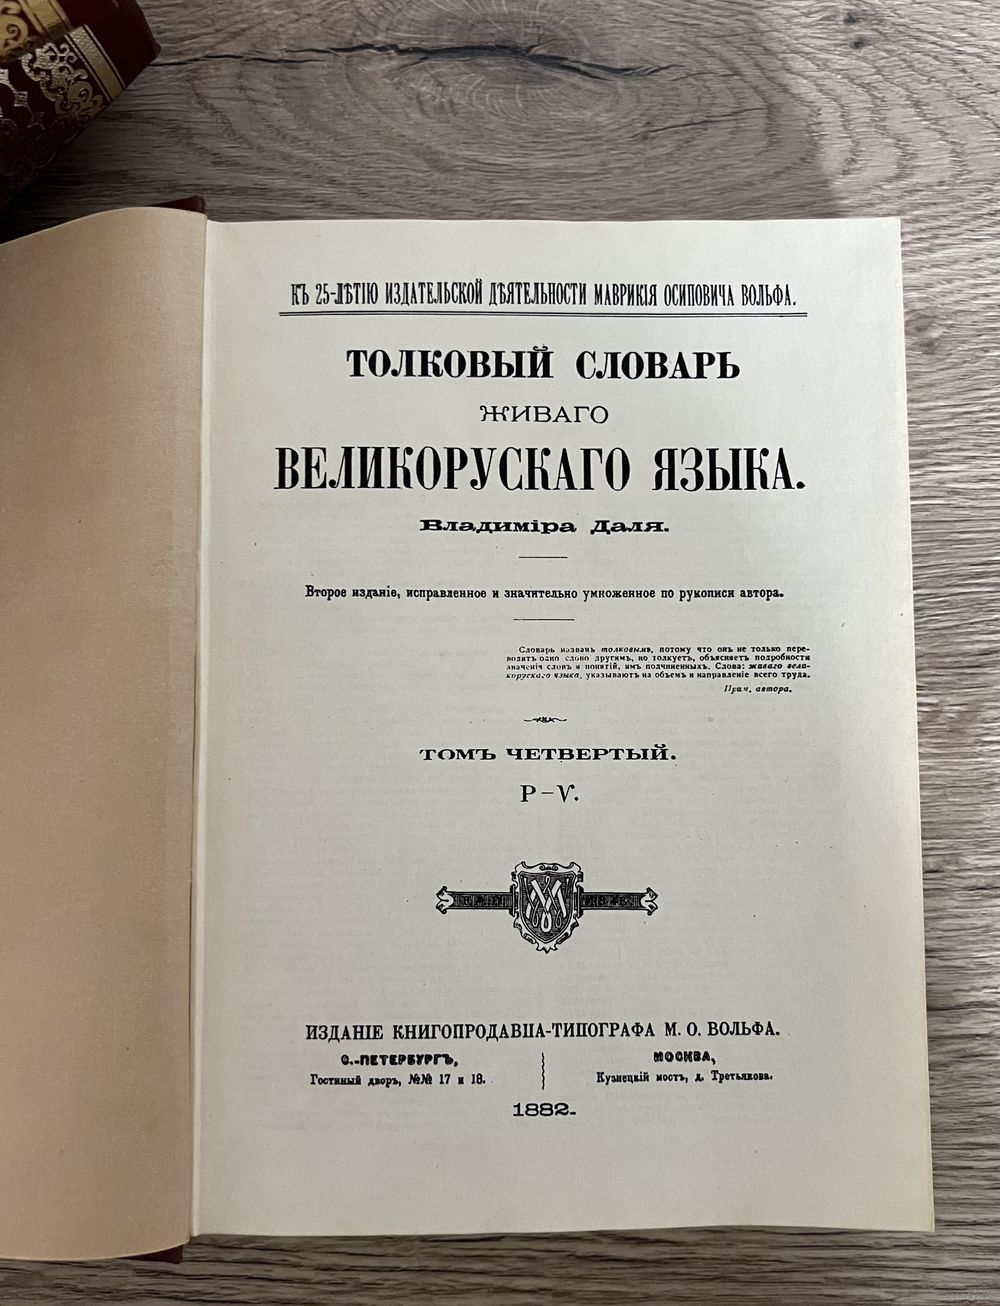 КЪ 25-ЛѢТІЮ ИЗДАТЕЛЬСКОЙ ДѢЯТЕЛЬНОСТИ МАВРИКІЯ ОСИПОВИЧА ВОЛЬФА.
ТОЛКОВЫЙ СЛОВАРЬ
ЖИВАГО
ВЕЛИКОРУСКАГО ЯЗЫКА.
Владиміра Даля.
Второе изданіе, исправленное и значительно умноженное по рукописи автора.
Словарь названъ толковымъ, потому что онъ не только пере-
водитъ одно слово другимъ, но толкуетъ, объясняетъ подробности
значенія словъ и понятій, имъ подчиненныхъ. Слова: живаго вели-
корускаго языка, указываютъ на объемъ и направленіе всего труда.
Прим. автора.
ТОМЪ ЧЕТВЕРТЫЙ.
Р–Ѵ.
ИЗДАНІЕ КНИГОПРОДАВЦА-ТИПОГРАФА М. О. ВОЛЬФА.
С.-ПЕТЕРБУРГЪ, МОСКВА,
Гостиный дворъ, №№ 17 и 18. Кузнецкій мостъ, д. Третьякова.
1882.